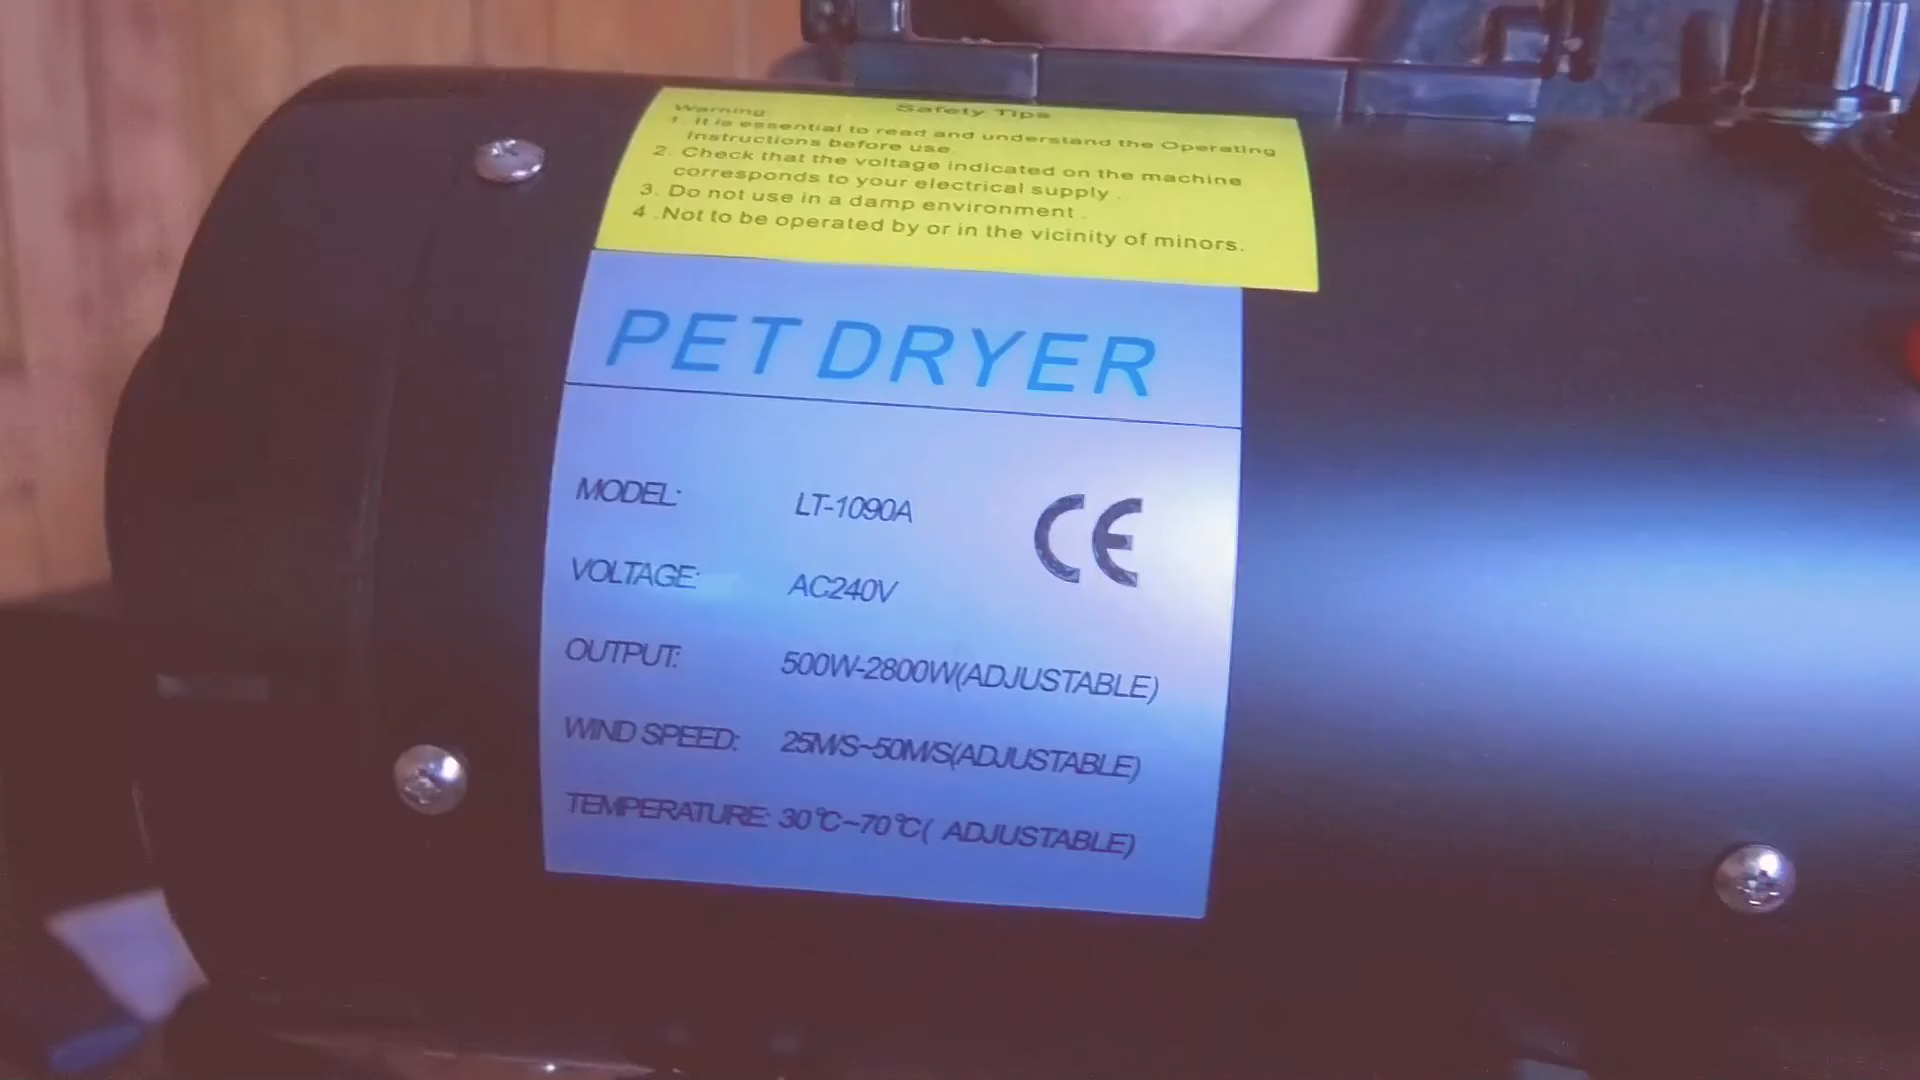 Warning Safety Tips
1. It is essential to read and understand the Operating
Instructions before use.
2. Check that the voltage indicated on the machine
corresponds to your electrical supply .
3. Do not use in a damp environment .
4 .Not to be operated by or in the vicinity of minors.
PET DRYER
MODEL: LT-1090A
CE
VOLTAGE: AC240V
OUTPUT: 500W-2800W(ADJUSTABLE)
WIND SPEED: 25M/S~50M/S(ADJUSTABLE)
TEMPERATURE: 30℃~70℃( ADJUSTABLE)